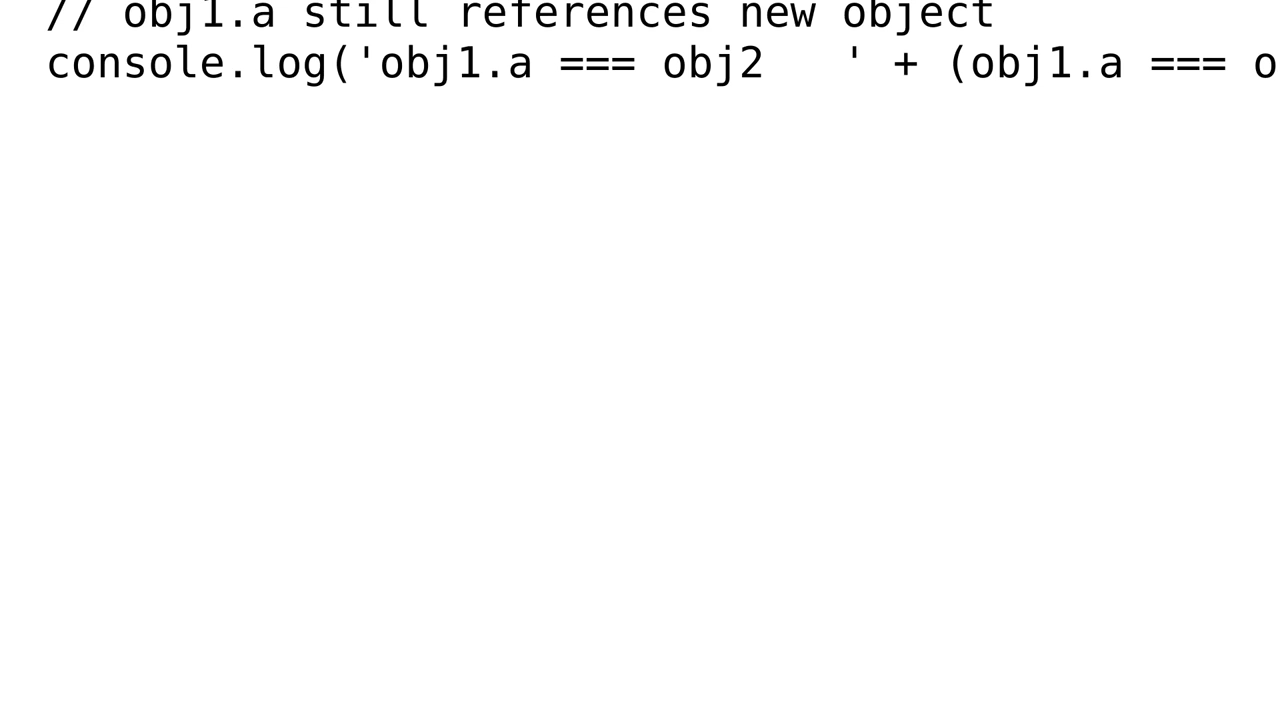 // obj1.a still references new object
console.log('obj1.a === obj2   ' + (obj1.a === o